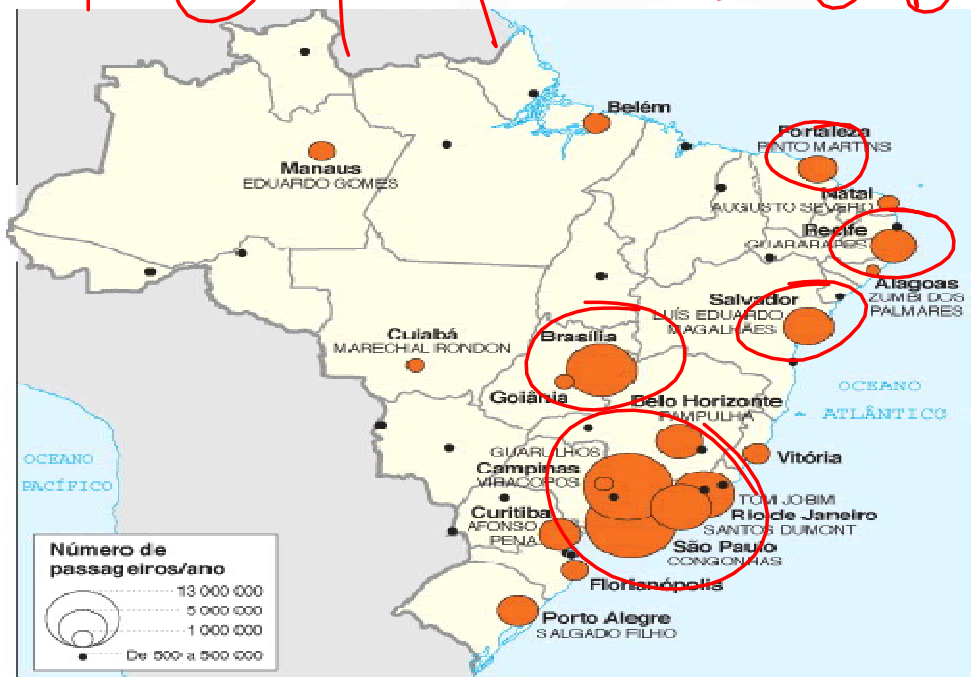 Belém
Fortaleza
PINTO MARTINS
Manaus
EDUARDO GOMES
Natal
AUGUSTO SEVERO
Recife
GUARARAPES
Alagoas
ZUMBI DOS
PALMARES
Salvador
LUÍS EDUARDO
MAGALHÃES
Cuiabá
MARECHIAL IRONDON
Brasília
Goiânia
Belo Horizonte
PAMPULHA
OCEANO
ATLÂNTICO
Vitória
GUARULHOS
Campinas
VIRACOPOS
OCEANO
PACÍFICO
TOM JOBIM
Rio de Janeiro
SANTOS DUMONT
Curitiba
AFONSO
PENA
São Paulo
CONGONHAS
Florianópolis
Porto Alegre
SALGADO FILHO
Número de
passageiros/ano
13 000 000
5 000 000
1 000 000
De 500 a 500 000